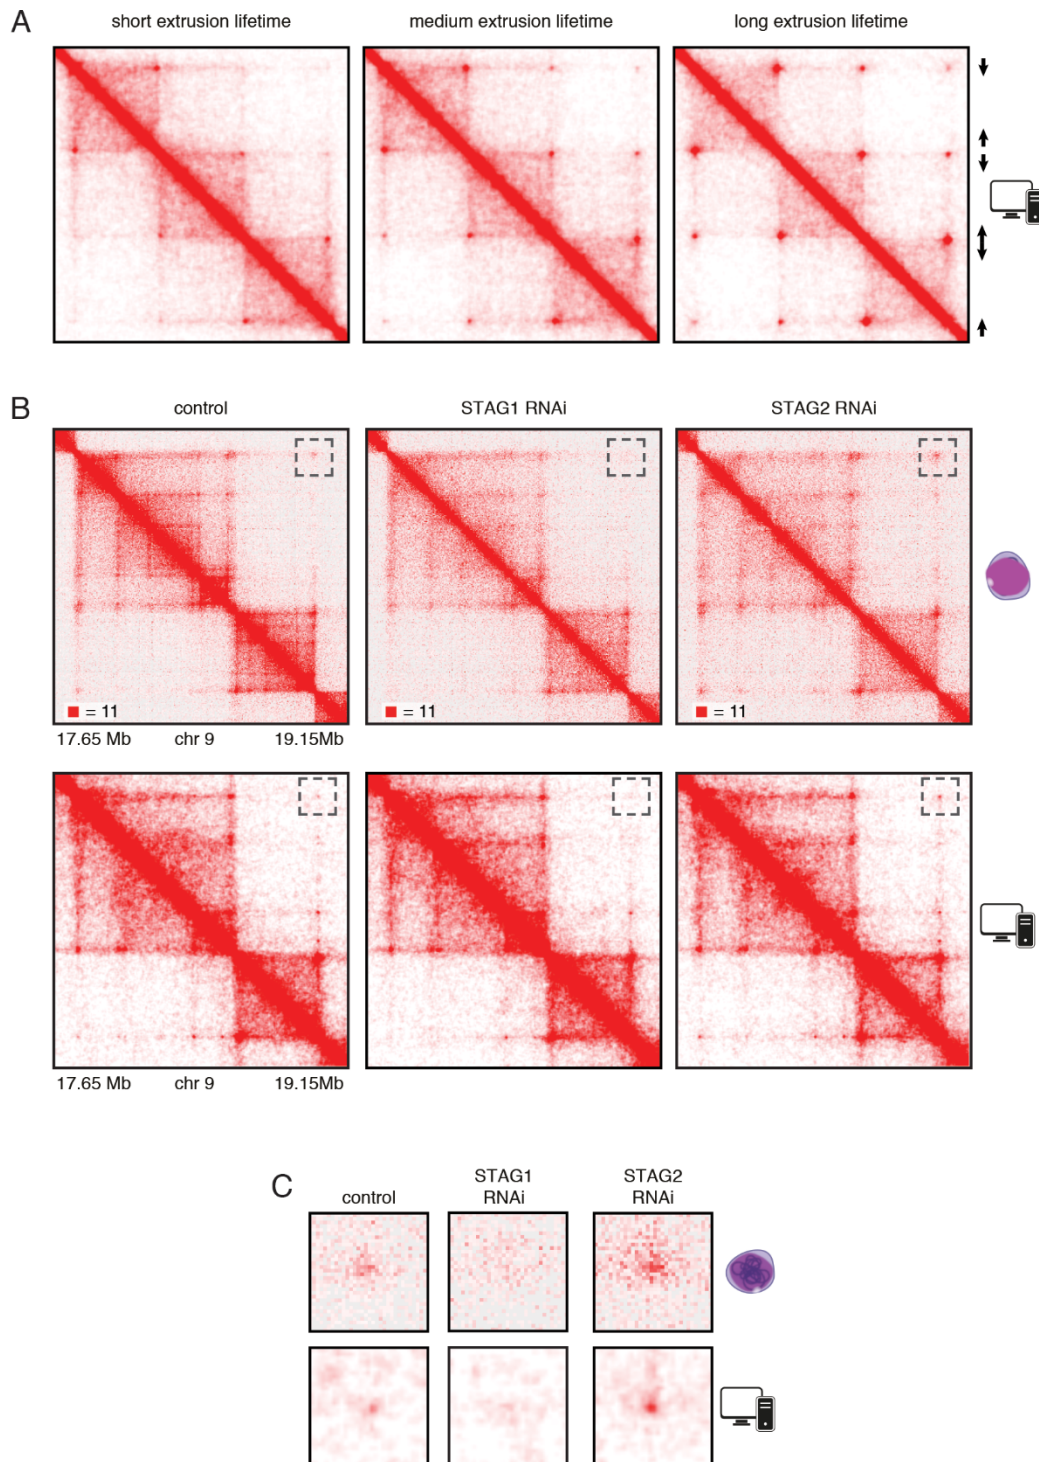 A
short extrusion lifetime
medium extrusion lifetime
long extrusion lifetime
B
control
STAG1 RNAi
STAG2 RNAi
= 11
= 11
= 11
17.65 Mb chr 9 19.15Mb
17.65 Mb chr 9 19.15Mb
C
control
STAG1
RNAi
STAG2
RNAi